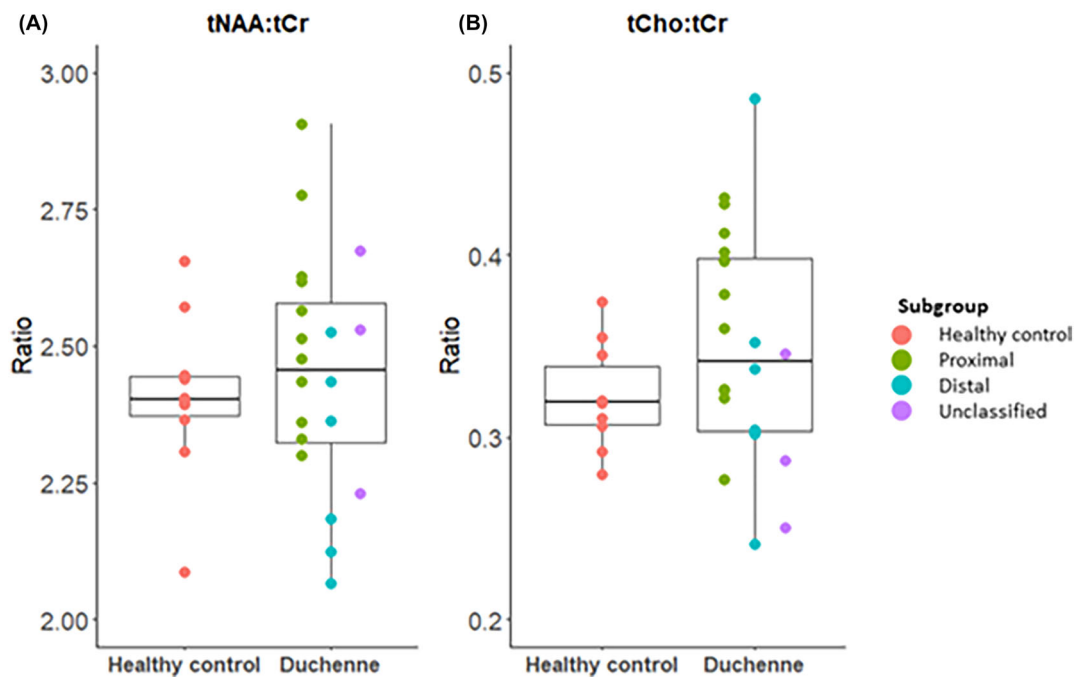 (A) tNAA:tCr
3.00
2.75
2.50
2.25
2.00
Ratio
Healthy control Duchenne
(B) tCho:tCr
0.5
0.4
0.3
0.2
Ratio
Healthy control Duchenne
Subgroup
Healthy control
Proximal
Distal
Unclassified